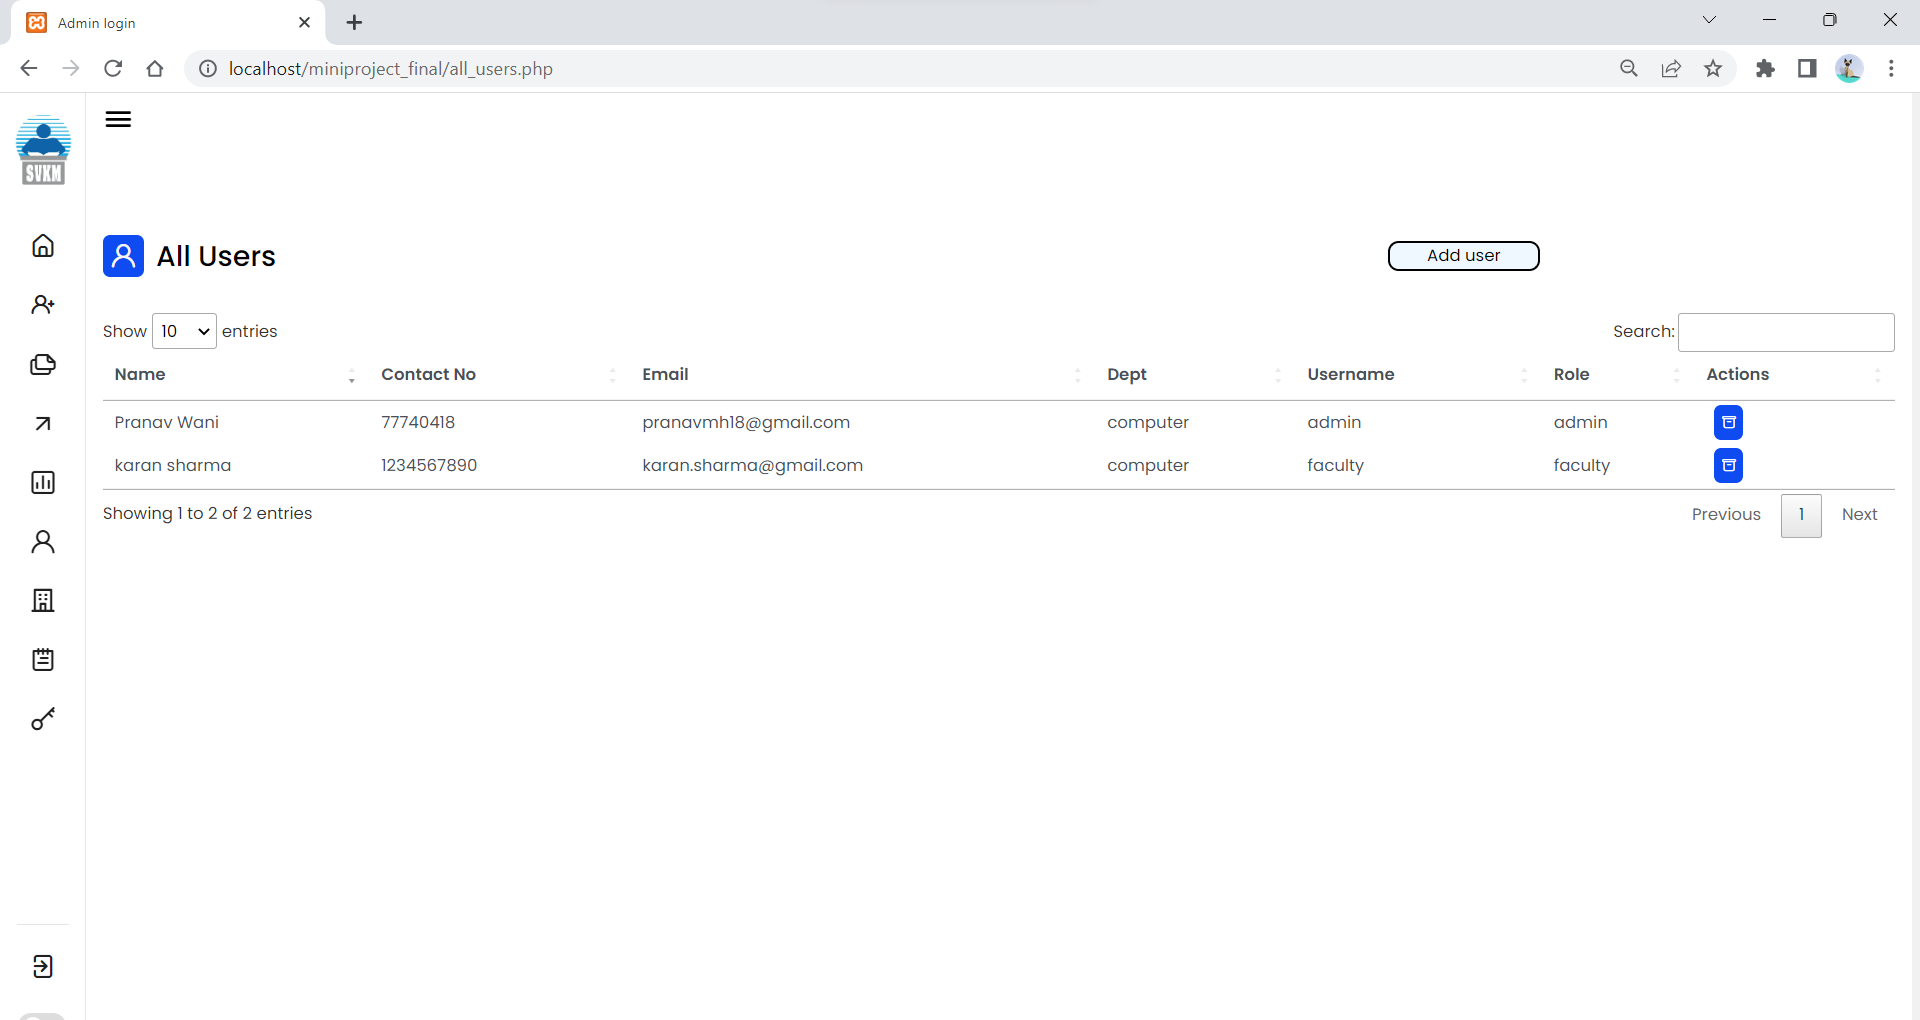 Admin login
localhost/miniproject_final/all_users.php
SVKM
All Users
Add user
Show 10 entries
Search:
Name Contact No Email Dept Username Role Actions
Pranav Wani 77740418 pranavmh18@gmail.com computer admin admin
karan sharma 1234567890 karan.sharma@gmail.com computer faculty faculty
Showing 1 to 2 of 2 entries
Previous 1 Next